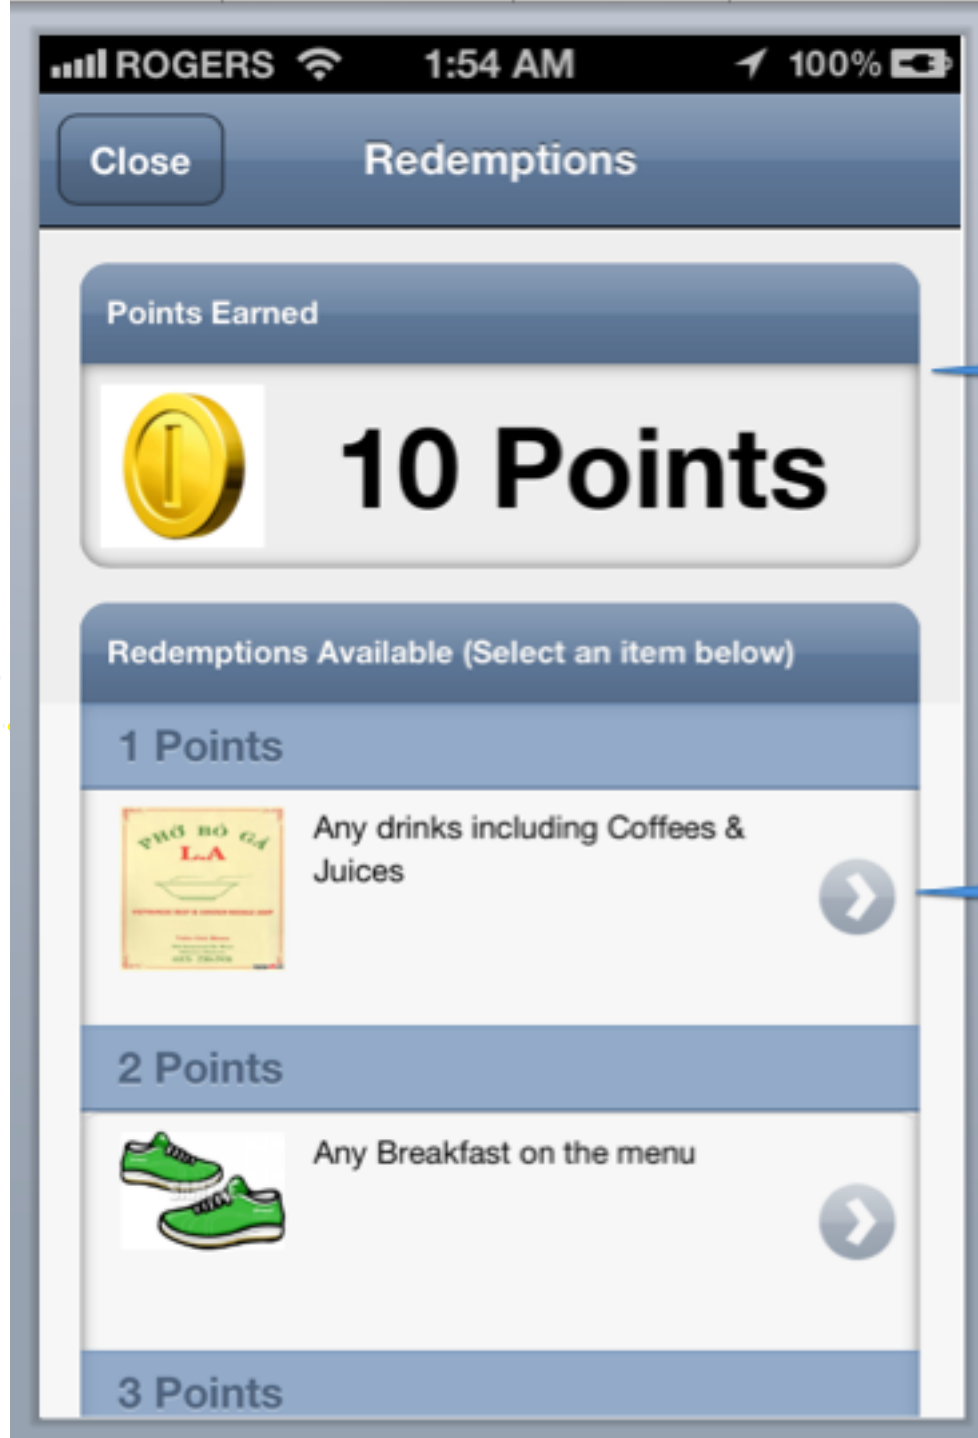 ROGERS 1:54 AM 100%
Close Redemptions
Points Earned
10 Points
Redemptions Available (Select an item below)
1 Points
PHỞ BÒ GÀ
L.A
Any drinks including Coffees &
Juices
2 Points
Any Breakfast on the menu
3 Points